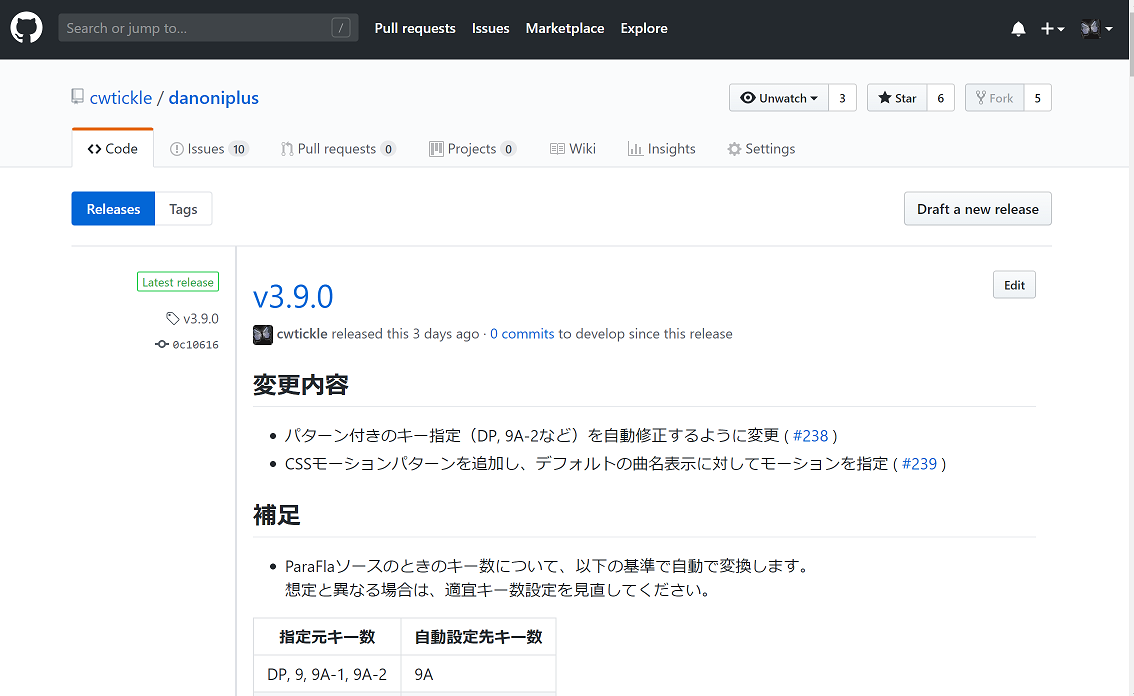 Search or jump to... /
Pull requests Issues Marketplace Explore
cwtickle / danoniplus
Unwatch 3 Star 6 Fork 5
Code Issues 10 Pull requests 0 Projects 0 Wiki Insights Settings
Releases Tags
Draft a new release
Latest release
v3.9.0
0c10616
v3.9.0
Edit
cwtickle released this 3 days ago · 0 commits to develop since this release
変更内容
• パターン付きのキー指定（DP, 9A-2など）を自動修正するように変更 ( #238 )
• CSSモーションパターンを追加し、デフォルトの曲名表示に対してモーションを指定 ( #239 )
補足
• ParaFlaソースのときのキー数について、以下の基準で自動で変換します。
想定と異なる場合は、適宜キー数設定を見直してください。
指定元キー数 自動設定先キー数
DP, 9, 9A-1, 9A-2 9A